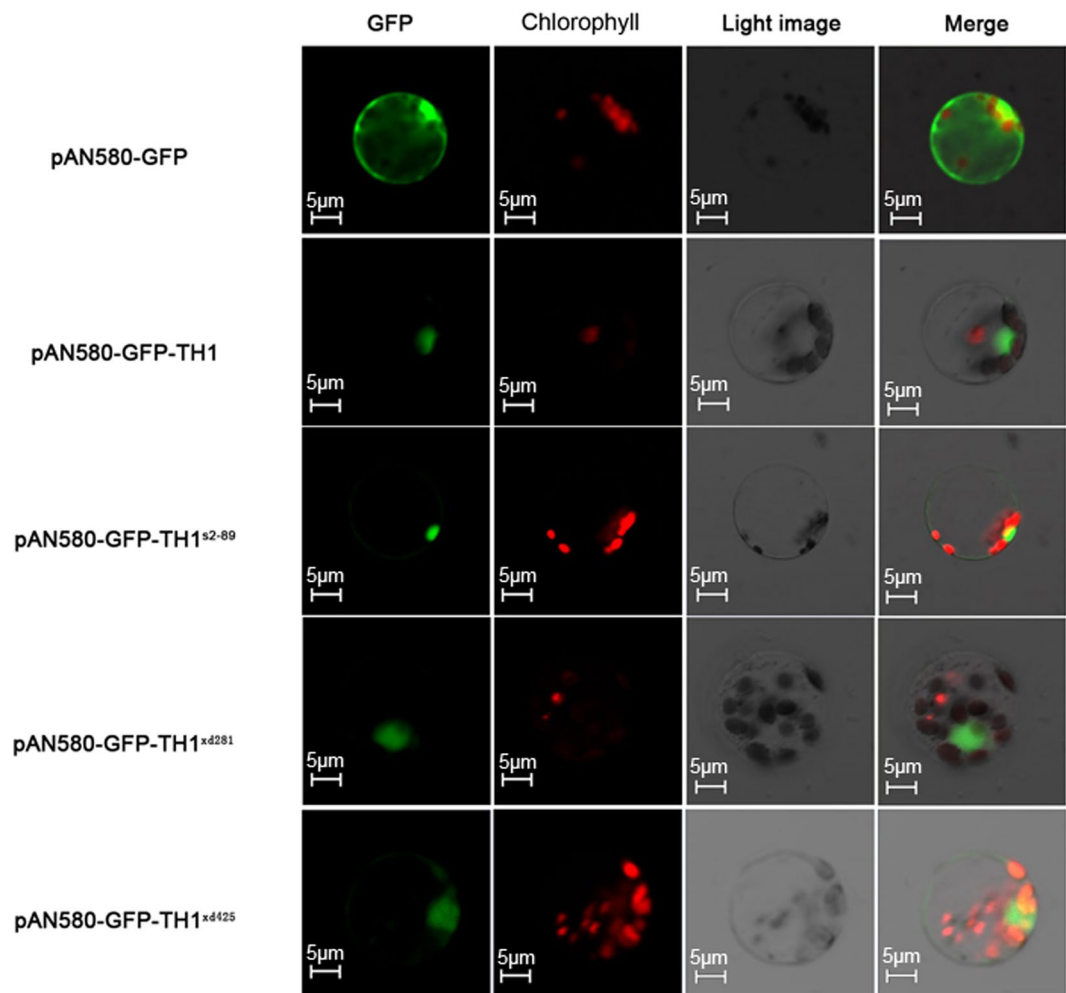 GFP Chlorophyll Light image Merge
pAN580-GFP
5μm 5μm 5μm 5μm
pAN580-GFP-TH1
5μm 5μm 5μm 5μm
pAN580-GFP-TH1s2-89
5μm 5μm 5μm 5μm
pAN580-GFP-TH1xd281
5μm 5μm 5μm 5μm
pAN580-GFP-TH1xd425
5μm 5μm 5μm 5μm